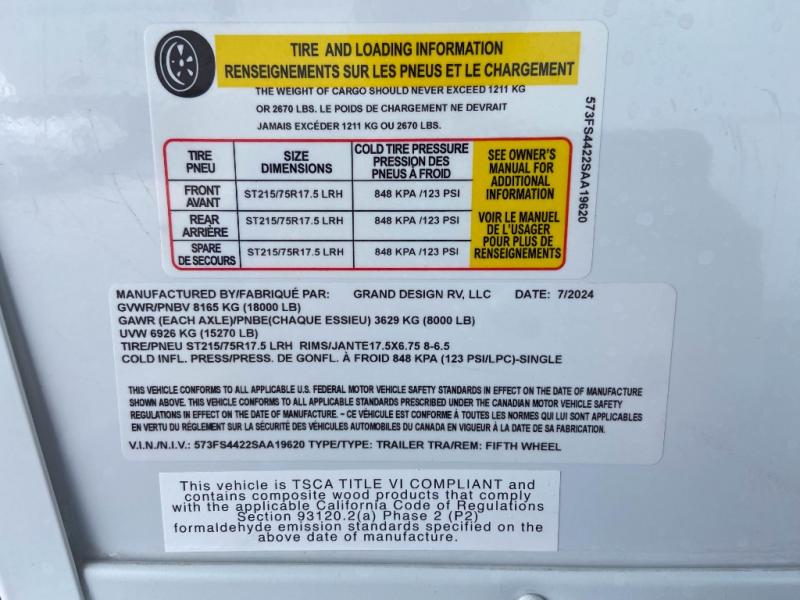 TIRE AND LOADING INFORMATION
RENSEIGNEMENTS SUR LES PNEUS ET LE CHARGEMENT
THE WEIGHT OF CARGO SHOULD NEVER EXCEED 1211 KG
OR 2670 LBS. LE POIDS DE CHARGEMENT NE DEVRAIT
JAMAIS EXCÉDER 1211 KG OU 2670 LBS.
TIRE
PNEU
SIZE
DIMENSIONS
COLD TIRE PRESSURE
PRESSION DES
PNEUS À FROID
FRONT
AVANT
ST215/75R17.5 LRH
848 KPA /123 PSI
REAR
ARRIÈRE
ST215/75R17.5 LRH
848 KPA /123 PSI
SPARE
DE SECOURS
ST215/75R17.5 LRH
848 KPA /123 PSI
SEE OWNER'S
MANUAL FOR
ADDITIONAL
INFORMATION
VOIR LE MANUEL
DE L'USAGER
POUR PLUS DE
RENSEIGNEMENTS
573FS4422SAA19620
MANUFACTURED BY/FABRIQUÉ PAR: GRAND DESIGN RV, LLC DATE: 7/2024
GVWR/PNBV 8165 KG (18000 LB)
GAWR (EACH AXLE)/PNBE(CHAQUE ESSIEU) 3629 KG (8000 LB)
UVW 6926 KG (15270 LB)
TIRE/PNEU ST215/75R17.5 LRH RIMS/JANTE17.5X6.75 8-6.5
COLD INFL. PRESS/PRESS. DE GONFL. À FROID 848 KPA (123 PSI/LPC)-SINGLE
THIS VEHICLE CONFORMS TO ALL APPLICABLE U.S. FEDERAL MOTOR VEHICLE SAFETY STANDARDS IN EFFECT ON THE DATE OF MANUFACTURE
SHOWN ABOVE. THIS VEHICLE CONFORMS TO ALL APPLICABLE STANDARDS PRESCRIBED UNDER THE CANADIAN MOTOR VEHICLE SAFETY
REGULATIONS IN EFFECT ON THE DATE OF MANUFACTURE. – CE VÉHICULE EST CONFORME À TOUTES LES NORMES QUI LUI SONT APPLICABLES
EN VERTU DU RÈGLEMENT SUR LA SÉCURITÉ DES VÉHICULES AUTOMOBILES DU CANADA EN VIGUEUR À LA DATE DE SA FABRICATION.
V.I.N./N.I.V.: 573FS4422SAA19620 TYPE/TYPE: TRAILER TRA/REM: FIFTH WHEEL
This vehicle is TSCA TITLE VI COMPLIANT and
contains composite wood products that comply
with the applicable California Code of Regulations
Section 93120.2(a) Phase 2 (P2)
formaldehyde emission standards specified on the
above date of manufacture.